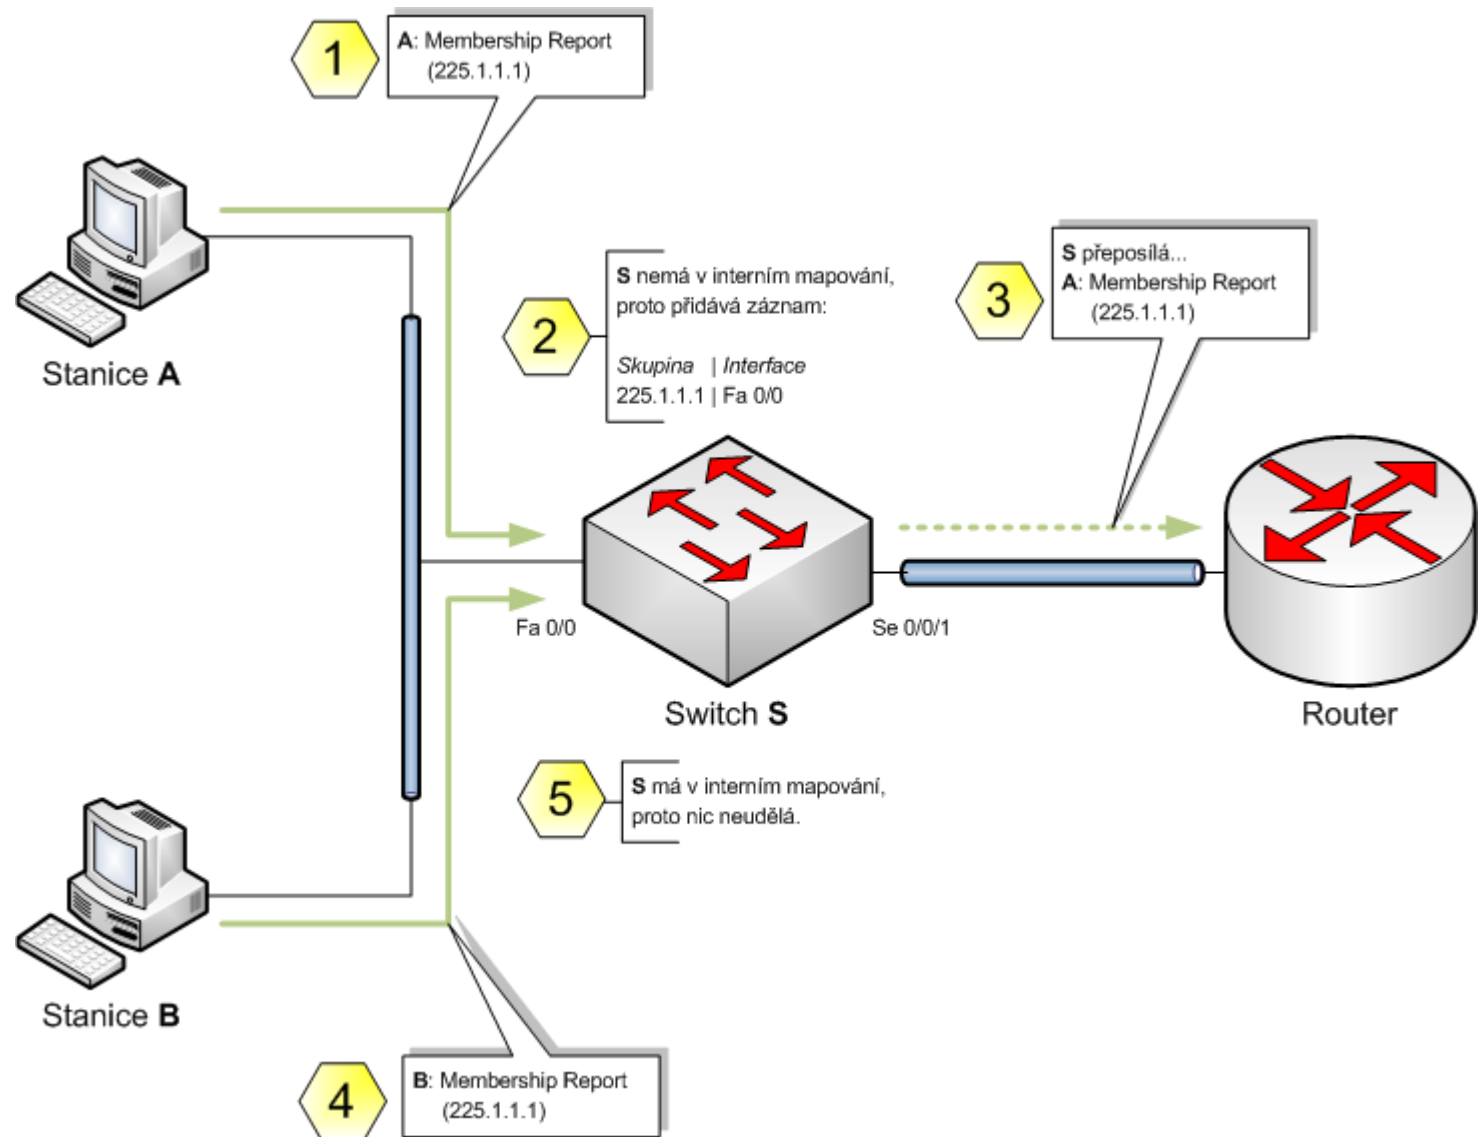 1
A: Membership Report
(225.1.1.1)
Stanice A
2
S nemá v interním mapování,
proto přidává záznam:
Skupina | Interface
225.1.1.1 | Fa 0/0
3
S přeposílá...
A: Membership Report
(225.1.1.1)
Fa 0/0
Se 0/0/1
Switch S
Router
5
S má v interním mapování,
proto nic neudělá.
Stanice B
4
B: Membership Report
(225.1.1.1)